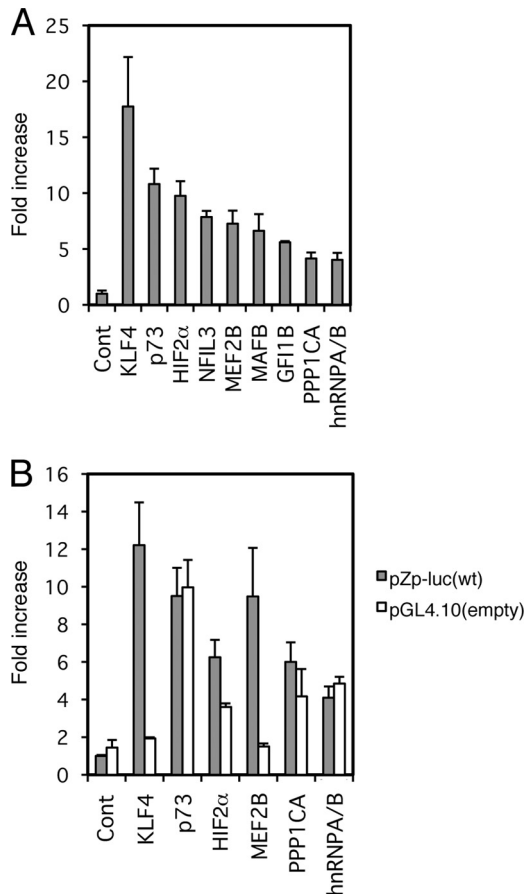 A
Fold increase
25
20
15
10
5
0
Cont
KLF4
p73
HIF2α
NFIL3
MEF2B
MAFB
GFI1B
PPP1CA
hnRNPA/B
B
Fold increase
16
14
12
10
8
6
4
2
0
Cont
KLF4
p73
HIF2α
MEF2B
PPP1CA
hnRNPA/B
pZp-luc(wt)
pGL4.10(empty)